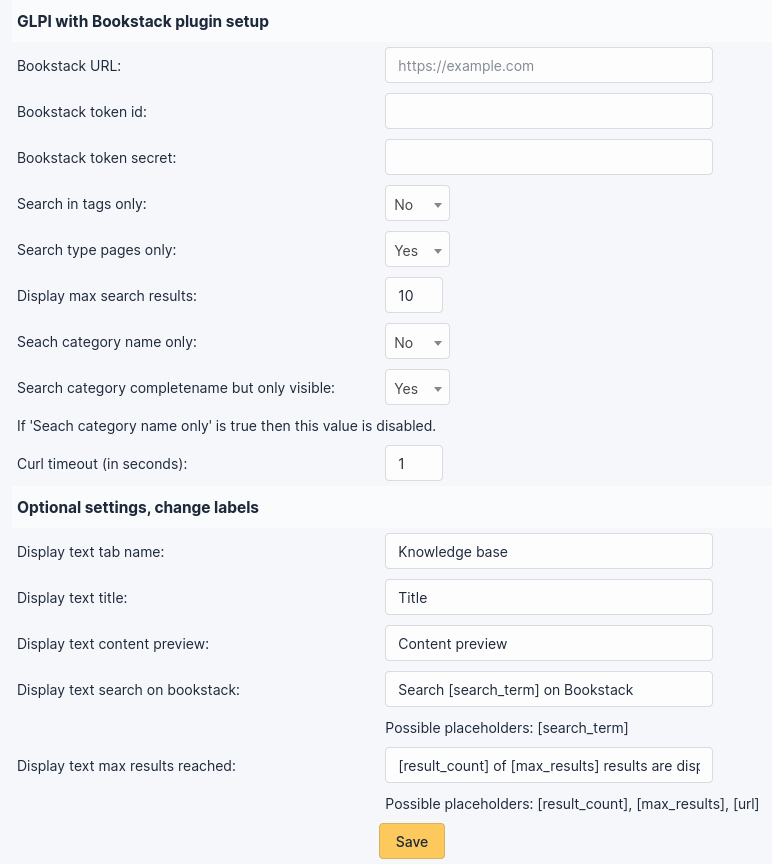 GLPI with Bookstack plugin setup
Bookstack URL: https://example.com
Bookstack token id:
Bookstack token secret:
Search in tags only: No
Search type pages only: Yes
Display max search results: 10
Seach category name only: No
Search category completename but only visible: Yes
If 'Seach category name only' is true then this value is disabled.
Curl timeout (in seconds): 1
Optional settings, change labels
Display text tab name: Knowledge base
Display text title: Title
Display text content preview: Content preview
Display text search on bookstack: Search [search_term] on Bookstack
Possible placeholders: [search_term]
Display text max results reached: [result_count] of [max_results] results are disp
Possible placeholders: [result_count], [max_results], [url]
Save